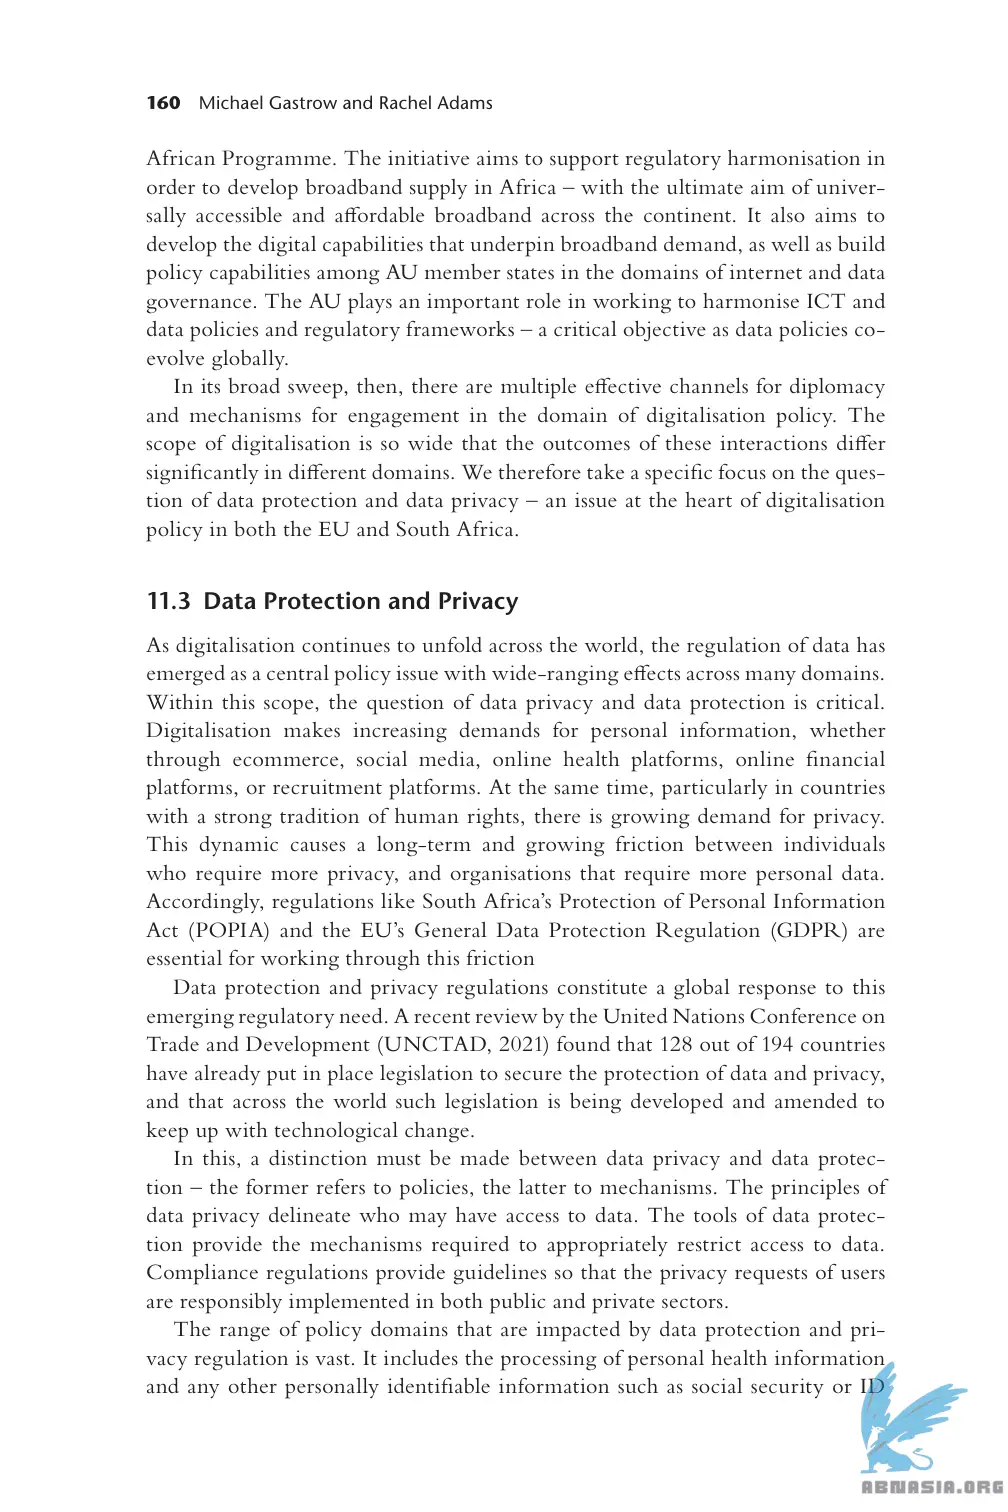 160 Michael Gastrow and Rachel Adams
African Programme. The initiative aims to support regulatory harmonisation in
order to develop broadband supply in Africa – with the ultimate aim of univer-
sally accessible and affordable broadband across the continent. It also aims to
develop the digital capabilities that underpin broadband demand, as well as build
policy capabilities among AU member states in the domains of internet and data
governance. The AU plays an important role in working to harmonise ICT and
data policies and regulatory frameworks – a critical objective as data policies co-
evolve globally.
In its broad sweep, then, there are multiple effective channels for diplomacy
and mechanisms for engagement in the domain of digitalisation policy. The
scope of digitalisation is so wide that the outcomes of these interactions differ
significantly in different domains. We therefore take a specific focus on the ques-
tion of data protection and data privacy – an issue at the heart of digitalisation
policy in both the EU and South Africa.
11.3 Data Protection and Privacy
As digitalisation continues to unfold across the world, the regulation of data has
emerged as a central policy issue with wide-ranging effects across many domains.
Within this scope, the question of data privacy and data protection is critical.
Digitalisation makes increasing demands for personal information, whether
through ecommerce, social media, online health platforms, online financial
platforms, or recruitment platforms. At the same time, particularly in countries
with a strong tradition of human rights, there is growing demand for privacy.
This dynamic causes a long-term and growing friction between individuals
who require more privacy, and organisations that require more personal data.
Accordingly, regulations like South Africa's Protection of Personal Information
Act (POPIA) and the EU's General Data Protection Regulation (GDPR) are
essential for working through this friction
Data protection and privacy regulations constitute a global response to this
emerging regulatory need. A recent review by the United Nations Conference on
Trade and Development (UNCTAD, 2021) found that 128 out of 194 countries
have already put in place legislation to secure the protection of data and privacy,
and that across the world such legislation is being developed and amended to
keep up with technological change.
In this, a distinction must be made between data privacy and data protec-
tion – the former refers to policies, the latter to mechanisms. The principles of
data privacy delineate who may have access to data. The tools of data protec-
tion provide the mechanisms required to appropriately restrict access to data.
Compliance regulations provide guidelines so that the privacy requests of users
are responsibly implemented in both public and private sectors.
The range of policy domains that are impacted by data protection and pri-
vacy regulation is vast. It includes the processing of personal health information
and any other personally identifiable information such as social security or ID
ABNASIA.ORG